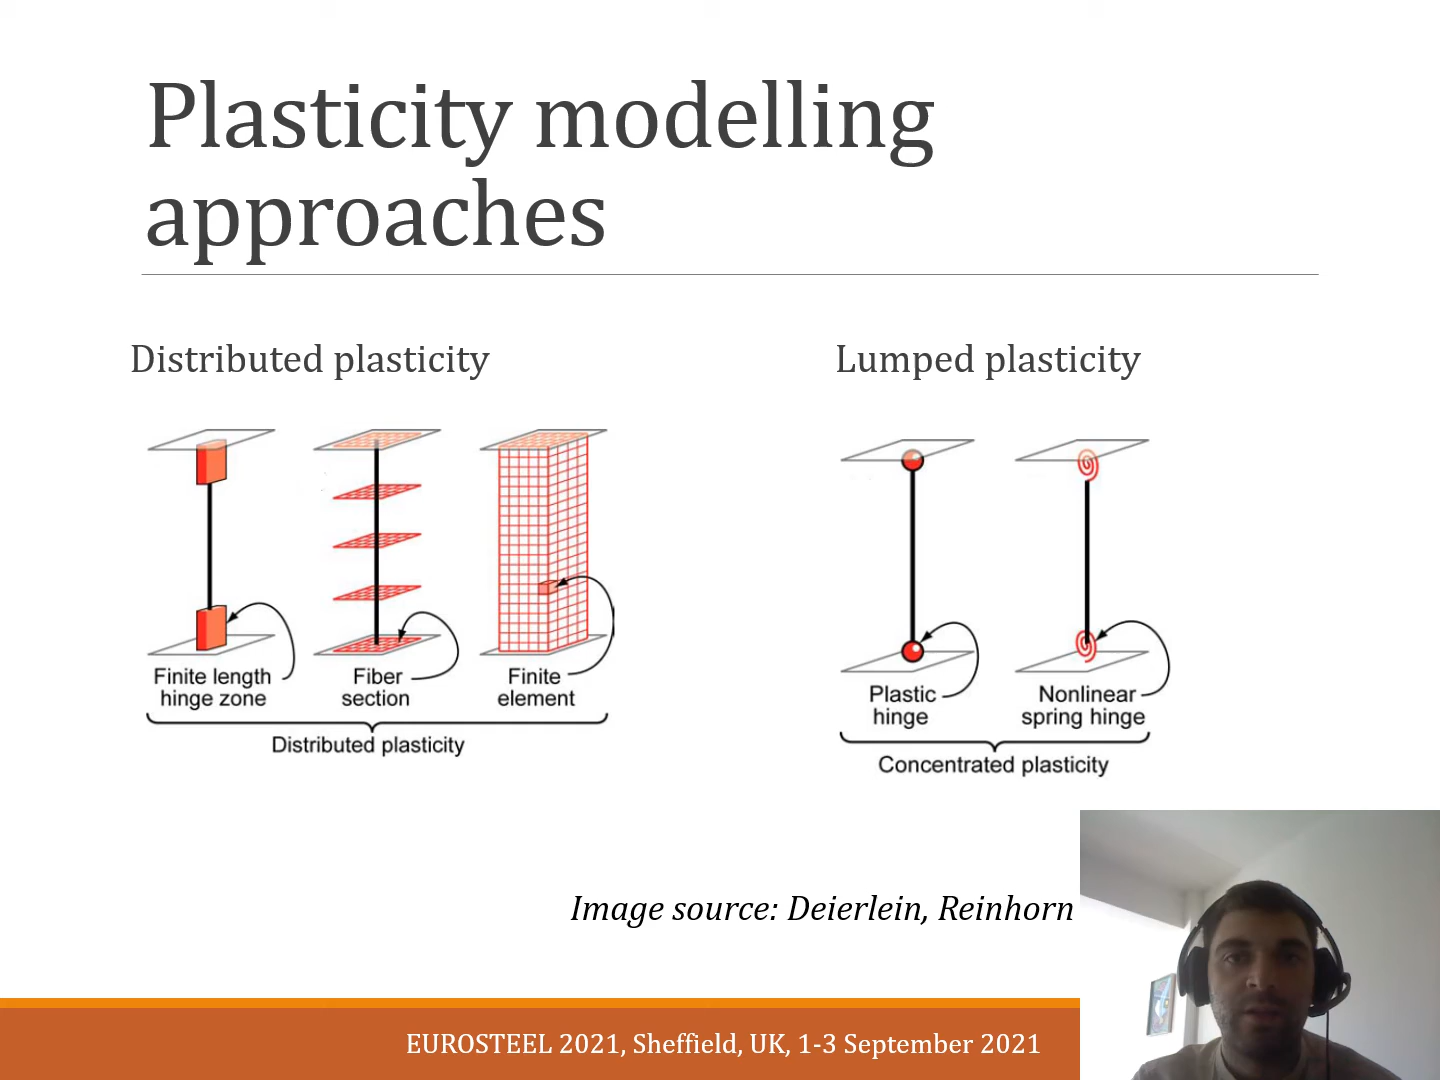 Plasticity modelling
approaches
Distributed plasticity
Finite length
hinge zone
Fiber
section
Finite
element
Distributed plasticity
Lumped plasticity
Plastic
hinge
Nonlinear
spring hinge
Concentrated plasticity
Image source: Deierlein, Reinhorn
EUROSTEEL 2021, Sheffield, UK, 1-3 September 2021